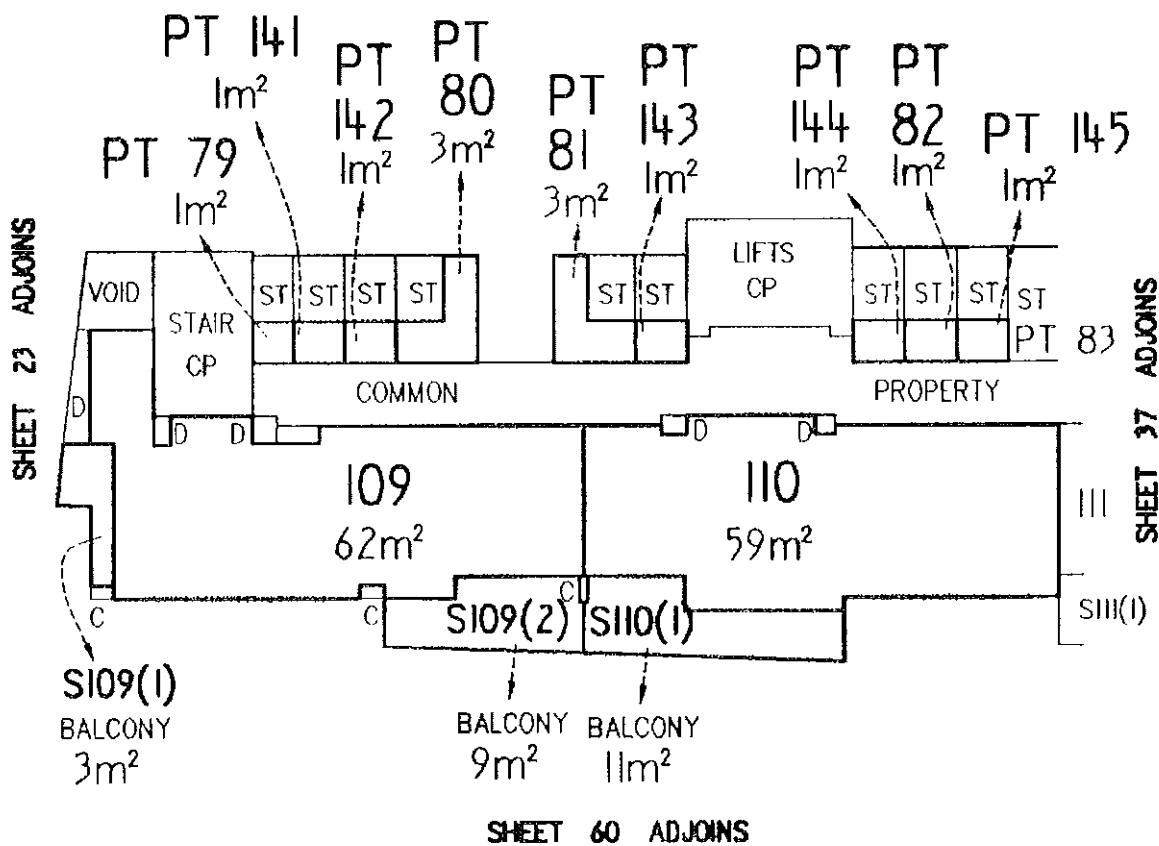 PT 141
1m²
PT
142
1m²
PT
80
3m²
PT
81
3m²
PT
143
1m²
PT
144
1m²
PT
82
1m²
PT 145
1m²
PT 79
1m²
SHEET 23 ADJOINS
VOID
STAIR
CP
ST
ST
ST
ST
ST
ST
LIFTS
CP
ST
ST
ST
ST
PT 83
SHEET 37 ADJOINS
COMMON
PROPERTY
D
D
D
D
D
109
62m²
110
59m²
111
C
C
C
S109(2)
S110(1)
S111(1)
S109(1)
BALCONY
3m²
BALCONY
9m²
BALCONY
11m²
SHEET 60 ADJOINS